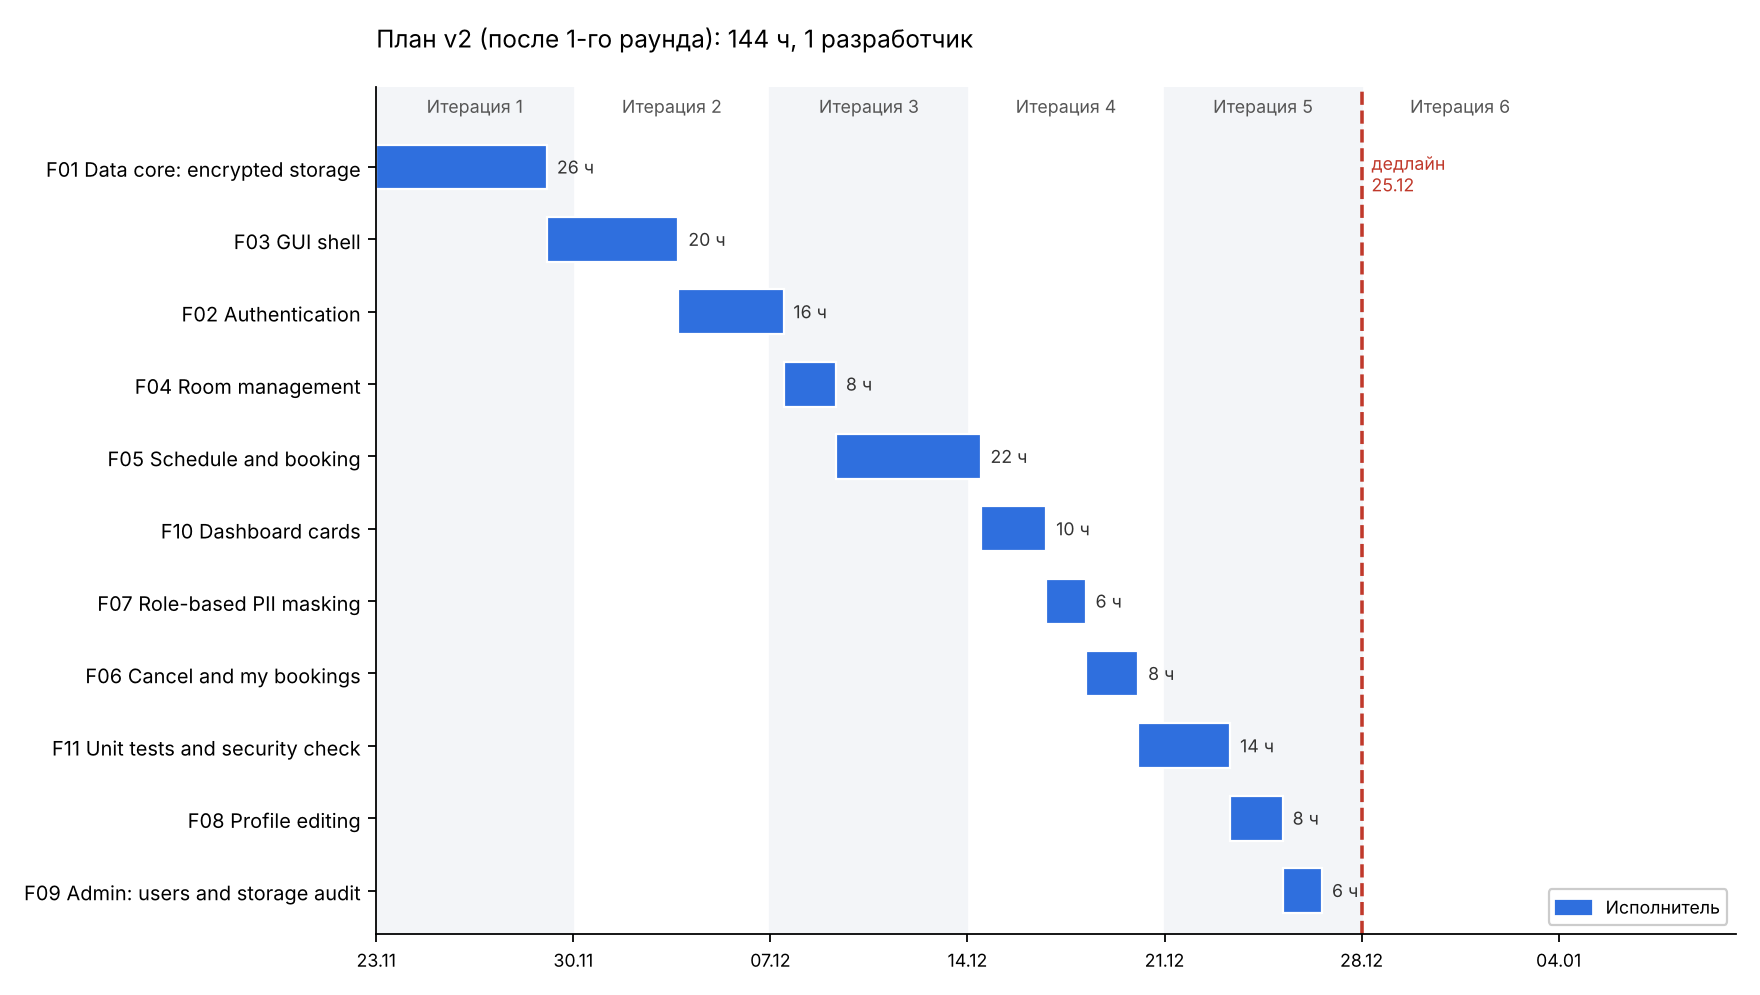 План v2 (после 1-го раунда): 144 ч, 1 разработчик
Итерация 1
Итерация 2
Итерация 3
Итерация 4
Итерация 5
Итерация 6
дедлайн
25.12
F01 Data core: encrypted storage
26 ч
F03 GUI shell
20 ч
F02 Authentication
16 ч
F04 Room management
8 ч
F05 Schedule and booking
22 ч
F10 Dashboard cards
10 ч
F07 Role-based PII masking
6 ч
F06 Cancel and my bookings
8 ч
F11 Unit tests and security check
14 ч
F08 Profile editing
8 ч
F09 Admin: users and storage audit
6 ч
Исполнитель
23.11
30.11
07.12
14.12
21.12
28.12
04.01